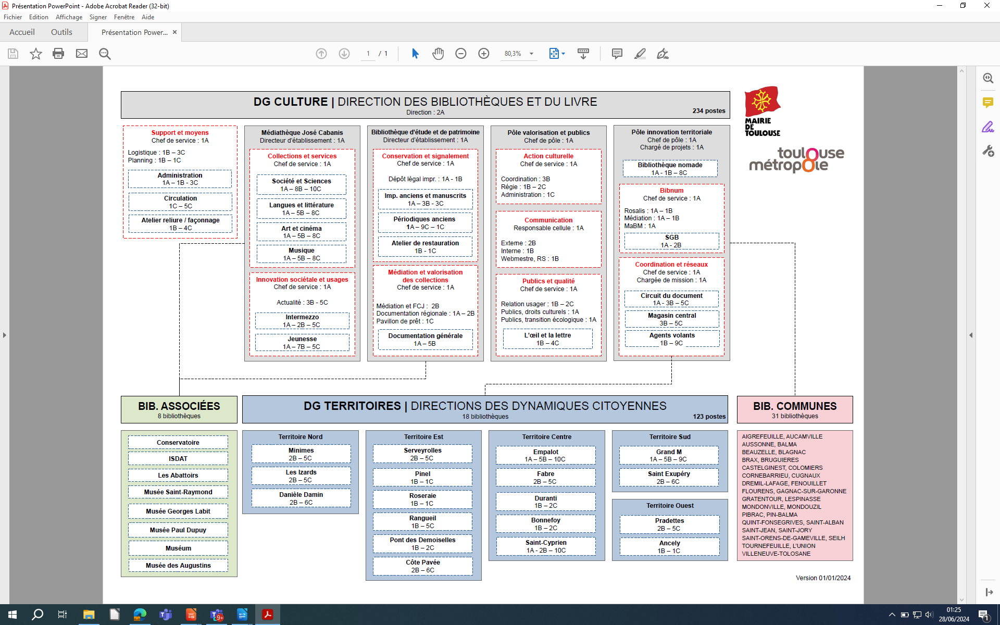 Présentation PowerPoint - Adobe Acrobat Reader (32-bit)
Fichier Edition Affichage Signer Fenêtre Aide
Accueil Outils Présentation Power... ×
1 / 1 80,3%
DG CULTURE | DIRECTION DES BIBLIOTHÈQUES ET DU LIVRE
Direction : 2A
234 postes
MAIRIE
DE
TOULOUSE
toulouse
métropole
Support et moyens
Chef de service : 1A
Logistique : 1B – 3C
Planning : 1B – 1C
Administration
1A – 1B - 3C
Circulation
1C – 5C
Atelier reliure / façonnage
1B – 4C
Médiathèque José Cabanis
Directeur d'établissement : 1A
Collections et services
Chef de service : 1A
Société et Sciences
1A – 8B – 10C
Langues et littérature
1A – 5B – 8C
Art et cinéma
1A – 5B – 8C
Musique
1A – 5B – 8C
Innovation sociétale et usages
Chef de service : 1A
Actualité : 3B - 5C
Intermezzo
1A – 2B – 5C
Jeunesse
1A – 7B – 5C
Bibliothèque d'étude et de patrimoine
Directeur d'établissement : 1A
Conservation et signalement
Chef de service : 1A
Dépôt légal impr. : 1A - 1B
Imp. anciens et manuscrits
1A – 3B - 3C
Périodiques anciens
1A – 9C – 1C
Atelier de restauration
1B - 1C
Médiation et valorisation
des collections
Chef de service : 1A
Médiation et FCJ : 2B
Documentation régionale : 1A – 2B
Pavillon de prêt : 1C
Documentation générale
1A – 5B
Pôle valorisation et publics
Chef de pôle : 1A
Action culturelle
Chef de service : 1A
Coordination : 3B
Régie : 1B – 2C
Administration : 1C
Communication
Responsable cellule : 1A
Externe : 2B
Interne : 1B
Webmestre, RS : 1B
Publics et qualité
Chef de service : 1A
Relation usager : 1B – 2C
Publics, droits culturels : 1A
Publics, transition écologique : 1A
L'œil et la lettre
1B – 4C
Pôle innovation territoriale
Chef de pôle : 1A
Chargé de projets : 1A
Bibliothèque nomade
1A - 1B – 8C
Bibnum
Chef de service : 1A
Rosalis : 1A – 1B
Médiation : 1A – 1B
MaBM : 1A
SGB
1A - 2B
Coordination et réseaux
Chef de service : 1A
Chargée de mission : 1A
Circuit du document
1A - 3B – 5C
Magasin central
3B – 5C
Agents volants
1B – 9C
BIB. ASSOCIÉES
8 bibliothèques
Conservatoire
ISDAT
Les Abattoirs
Musée Saint-Raymond
Musée Georges Labit
Musée Paul Dupuy
Muséum
Musée des Augustins
DG TERRITOIRES | DIRECTIONS DES DYNAMIQUES CITOYENNES
18 bibliothèques
123 postes
Territoire Nord
Minimes
2B – 5C
Les Izards
2B – 5C
Danièle Damin
2B – 6C
Territoire Est
Serveyrolles
2B – 5C
Pinel
1B – 1C
Roseraie
1B – 1C
Rangueil
1B – 5C
Pont des Demoiselles
1B – 2C
Côte Pavée
2B – 6C
Territoire Centre
Empalot
1A – 5B – 10C
Fabre
2B – 5C
Duranti
1B – 2C
Bonnefoy
1B – 2C
Saint-Cyprien
1A - 2B – 10C
Territoire Sud
Grand M
1A – 5B – 9C
Saint Exupéry
2B – 6C
Territoire Ouest
Pradettes
2B – 5C
Ancely
1B – 1C
BIB. COMMUNES
31 bibliothèques
AIGREFEUILLE, AUCAMVILLE
AUSSONNE, BALMA
BEAUZELLE, BLAGNAC
BRAX, BRUGUIERES
CASTELGINEST, COLOMIERS
CORNEBARRIEU, CUGNAUX
DREMIL-LAFAGE, FENOUILLET
FLOURENS, GAGNAC-SUR-GARONNE
GRATENTOUR, LESPINASSE
MONDONVILLE, MONDOUZIL
PIBRAC, PIN-BALMA
QUINT-FONSEGRIVES, SAINT-ALBAN
SAINT-JEAN, SAINT-JORY
SAINT-ORENS-DE-GAMEVILLE, SEILH
TOURNEFEUILLE, L'UNION
VILLENEUVE-TOLOSANE
Version 01/01/2024
9+
01:25
28/06/2024
1